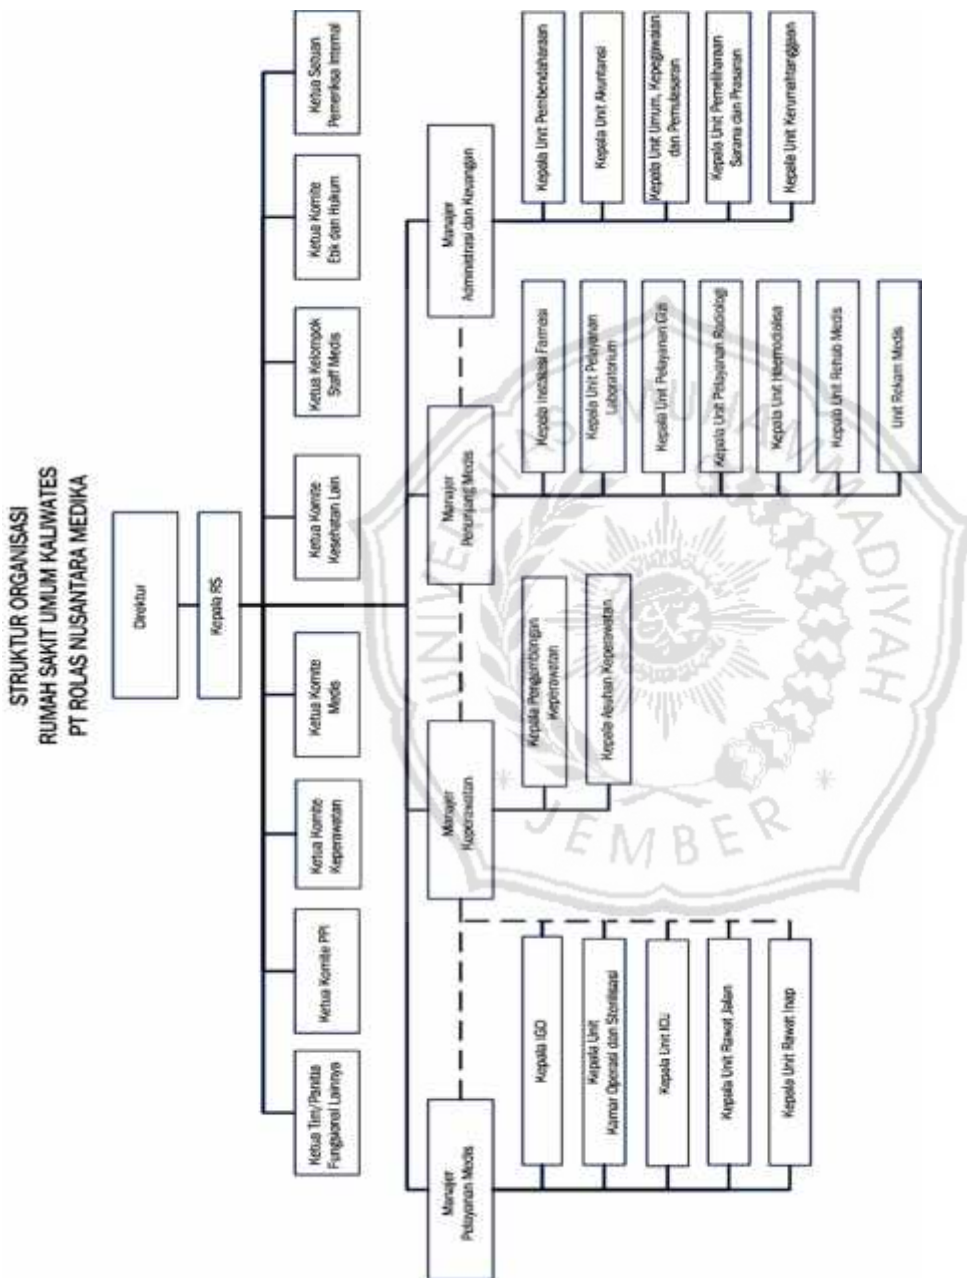 STRUKTUR ORGANISASI
RUMAH SAKIT UMUM KALIWATES
PT ROLAS NUSANTARA MEDIKA
Direktur
Kepala RS
Ketua Tim/Panitia
Fungsional Lainnya
Ketua Komite PPI
Ketua Komite
Keperawatan
Ketua Komite
Medis
Ketua Komite
Kesehatan Lain
Ketua Kelompok
Staff Medis
Ketua Komite
Etik dan Hukum
Ketua Satuan
Pemeriksa Internal
Manajer
Pelayanan Medis
Manajer
Keperawatan
Manajer
Penunjang Medis
Manajer
Administrasi dan Keuangan
Kepala IGD
Kepala Unit
Kamar Operasi dan Sterilisasi
Kepala Unit ICU
Kepala Unit Rawat Jalan
Kepala Unit Rawat Inap
Kepala Pengembangan
Keperawatan
Kepala Asuhan Keperawatan
Kepala Instalasi Farmasi
Kepala Unit Pelayanan
Laboratorium
Kepala Unit Pelayanan Gizi
Kepala Unit Pelayanan Radiologi
Kepala Unit Haemodialisa
Kepala Unit Rehab Medis
Unit Rekam Medis
Kepala Unit Pembendaharaan
Kepala Unit Akuntansi
Kepala Unit Umum, Kepegawaian
dan Pemulasaran
Kepala Unit Pemeliharaan
Sarana dan Prasaran
Kepala Unit Kerumahtanggaan
UNIVERSITAS MUHAMMADIYAH
JEMBER